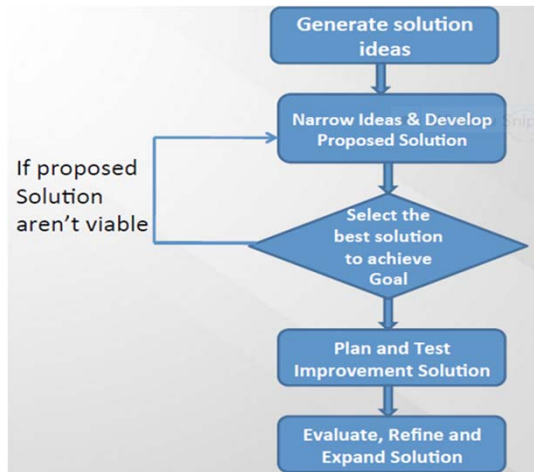 Generate solution
ideas
Narrow Ideas & Develop
Proposed Solution
If proposed
Solution
aren't viable
Select the
best solution
to achieve
Goal
Plan and Test
Improvement Solution
Evaluate, Refine and
Expand Solution